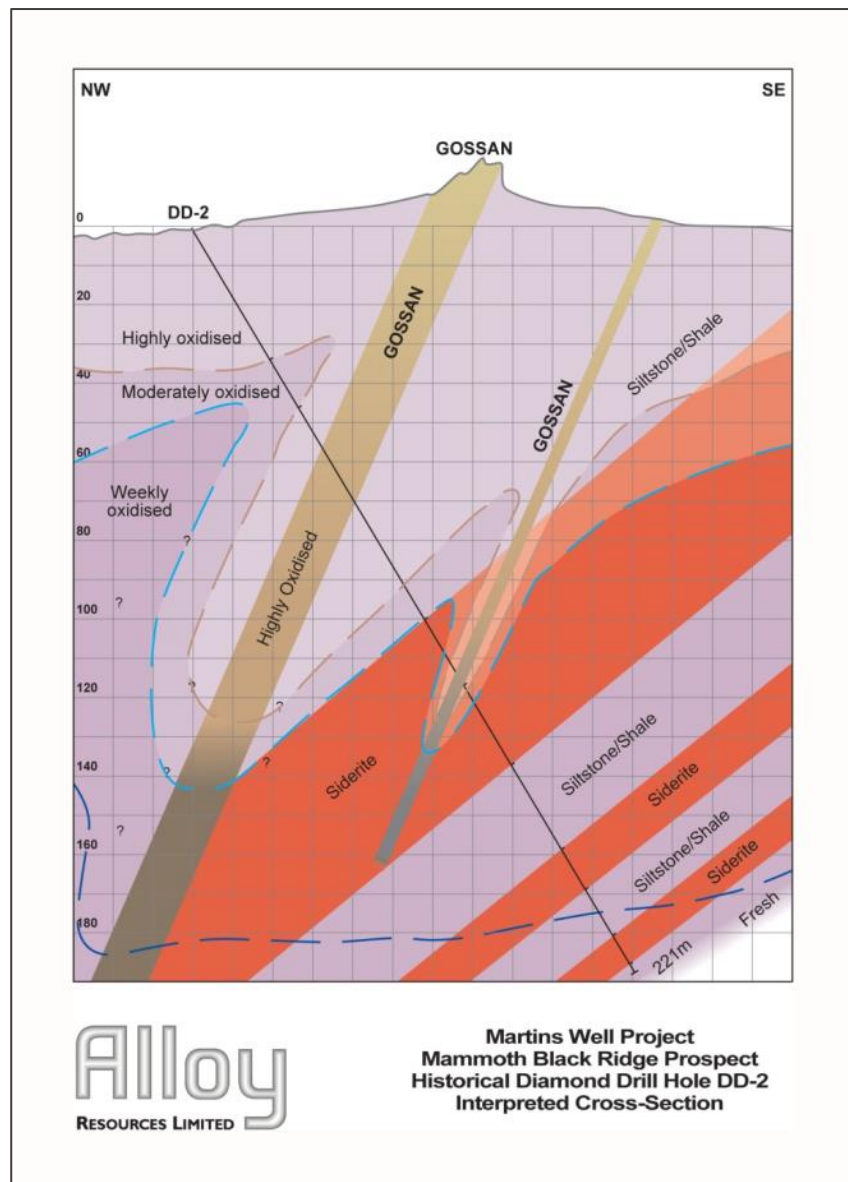 NW
SE
GOSSAN
DD-2
0
20
40
60
80
100
120
140
160
180
Highly oxidised
Moderately oxidised
Weekly
oxidised
GOSSAN
Highly Oxidised
GOSSAN
Siltstone/Shale
?
?
?
?
?
?
?
Siderite
Siltstone/Shale
Siderite
Siltstone/Shale
Siderite
Fresh
221m
Alloy
RESOURCES LIMITED
Martins Well Project
Mammoth Black Ridge Prospect
Historical Diamond Drill Hole DD-2
Interpreted Cross-Section